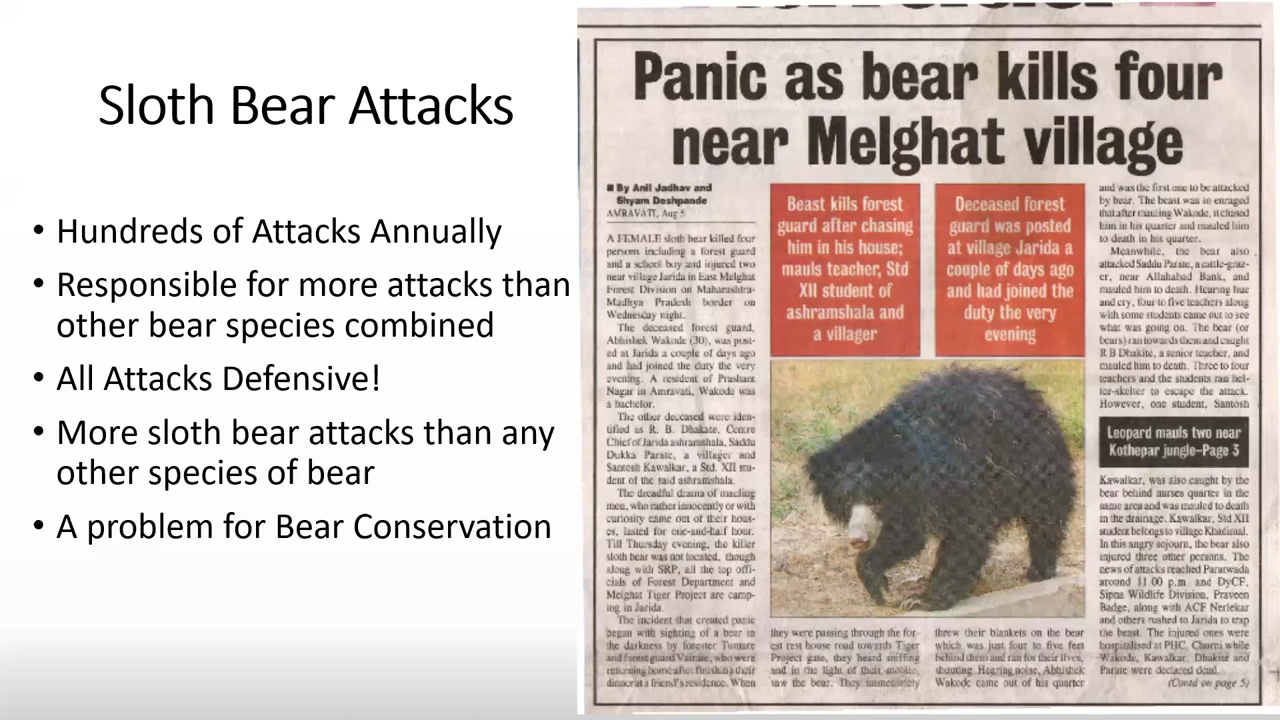 Sloth Bear Attacks
• Hundreds of Attacks Annually
• Responsible for more attacks than
other bear species combined
• All Attacks Defensive!
• More sloth bear attacks than any
other species of bear
• A problem for Bear Conservation
Panic as bear kills four
near Melghat village
■ By Anil Jadhav and
Shyam Deshpande
AMRAVATI, Aug 5
A FEMALE sloth bear killed four
persons including a forest guard
and a school boy and injured two
near village Jarida in East Melghat
Forest Division on Maharashtra-
Madhya Pradesh border on
Wednesday night.
The deceased forest guard,
Abhishek Wakode (30), was post-
ed at Jarida a couple of days ago
and had joined the duty the very
evening. A resident of Prashant
Nagar in Amravati, Wakode was
a bachelor.
The other deceased were iden-
tified as R. B. Dhakate, Centre
Chief of Jarida ashramshala, Saddu
Dukka Parate, a villager and
Santosh Kawalkar, a Std. XII stu-
dent of the said ashramshala.
The dreadful drama of mauling
men, who rather innocently or with
curiosity came out of their hous-
es, lasted for one-and-half hour.
Till Thursday evening, the killer
sloth bear was not located, though
along with SRP, all the top offi-
cials of Forest Department and
Melghat Tiger Project are camp-
ing in Jarida.
The incident that created panic
began with sighting of a bear in
the darkness by forester Tumare
and forest guard who were
returning home after finishing their
dinner at a friend's residence. When
Beast kills forest
guard after chasing
him in his house;
mauls teacher, Std
XII student of
ashramshala and
a villager
Deceased forest
guard was posted
at village Jarida a
couple of days ago
and had joined the
duty the very
evening
they were passing through the for-
est rest house road towards Tiger
Project gate, they heard sniffing
and in the light of their
saw the bear. They immediately
threw their blankets on the bear
which was just four to five feet
behind them and ran for their lives,
shouting. Hearing noise, Abhishek
Wakode came out of his quarter
and was the first one to be attacked
by bear. The beast was so enraged
that after mauling Wakode, it chased
him in his quarter and mauled him
to death in his quarter.
Meanwhile, the bear also
attacked Saddu Parate, a cattle-graz-
er, near Allahabad Bank, and
mauled him to death. Hearing hue
and cry, four to five teachers along
with some students came out to see
what was going on. The bear (or
bears) ran towards them and caught
R B Dhakite, a senior teacher, and
mauled him to death. Three to four
teachers and the students ran hel-
ter-skelter to escape the attack.
However, one student, Santosh
Leopard mauls two near
Kothepar jungle–Page 3
Kawalkar, was also caught by the
bear behind nurses quarter in the
same area and was mauled to death
in the drainage. Kawalkar, Std XII
student belongs to village Khadimal.
In this angry sojourn, the bear also
injured three other persons. The
news of attacks reached Paratwada
around 11.00 p.m. and DyCF,
Sipna Wildlife Division, Praveen
Badge, along with ACF Nerlekar
and others rushed to Jarida to trap
the beast. The injured ones were
hospitalised at PHC, Churni while
Wakode, Kawalkar, Dhakite and
Parate were declared dead.
(Contd on page 5)